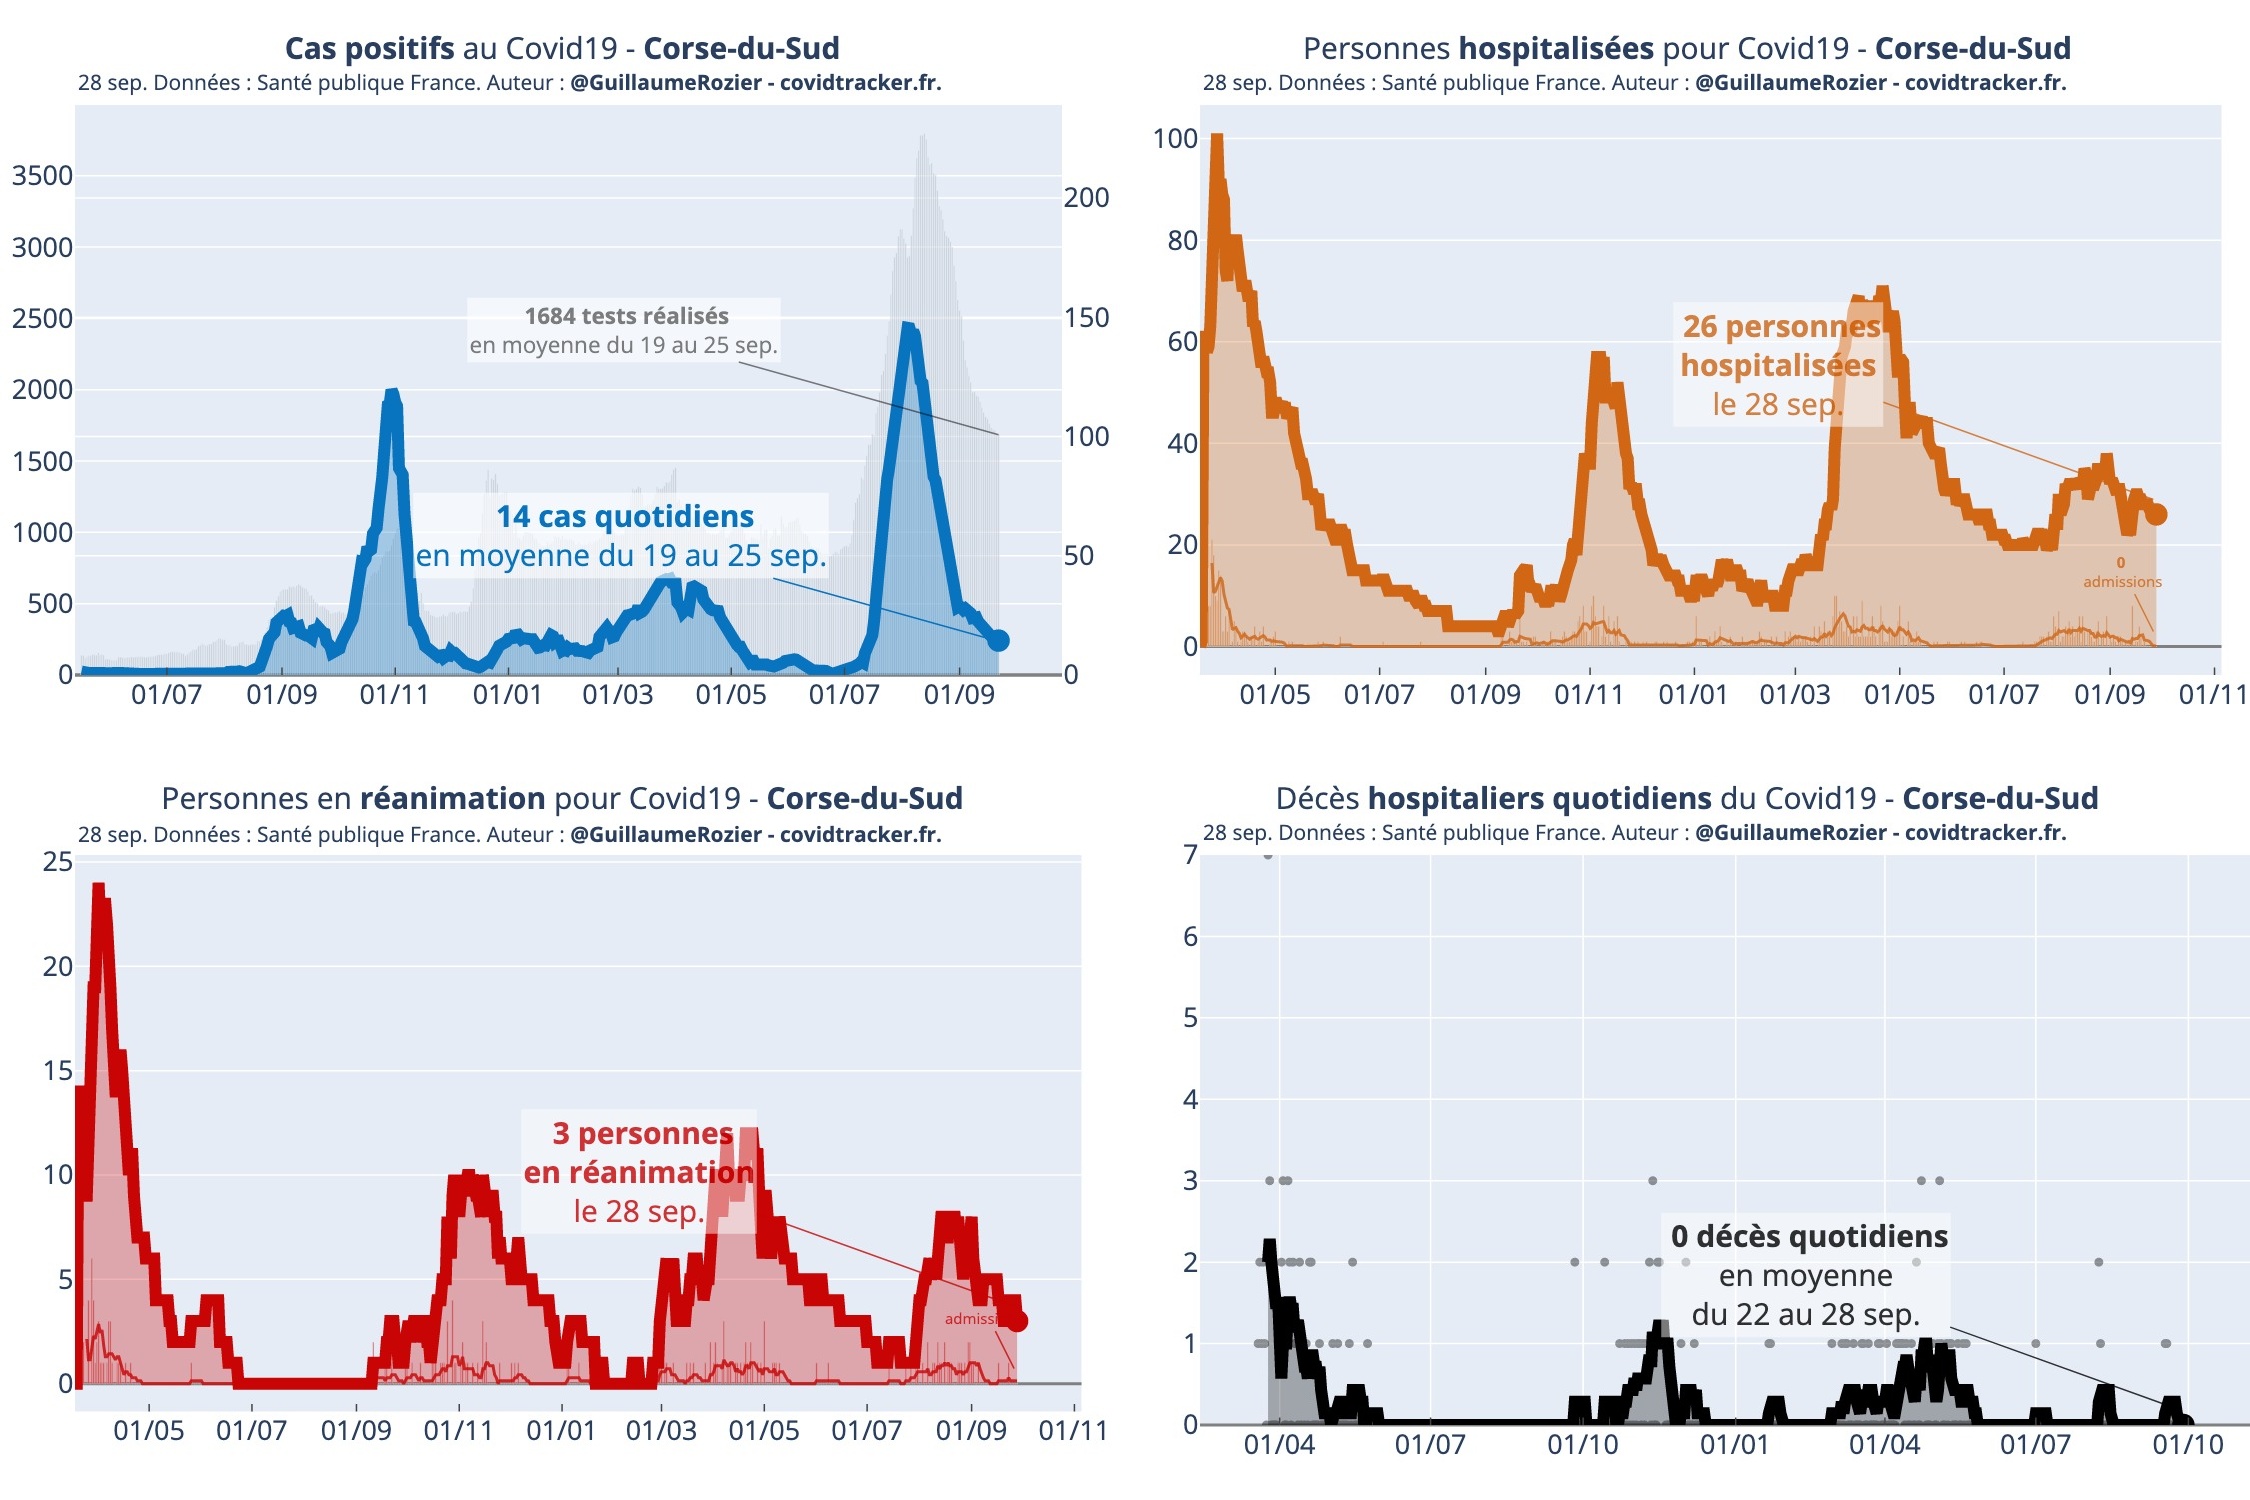 Cas positifs au Covid19 - Corse-du-Sud
28 sep. Données : Santé publique France. Auteur : @GuillaumeRozier - covidtracker.fr.
3500
3000
2500
2000
1500
1000
500
0
200
150
100
50
0
1684 tests réalisés
en moyenne du 19 au 25 sep.
14 cas quotidiens
en moyenne du 19 au 25 sep.
01/07 01/09 01/11 01/01 01/03 01/05 01/07 01/09
Personnes hospitalisées pour Covid19 - Corse-du-Sud
28 sep. Données : Santé publique France. Auteur : @GuillaumeRozier - covidtracker.fr.
100
80
60
40
20
0
26 personnes
hospitalisées
le 28 sep.
0
admissions
01/05 01/07 01/09 01/11 01/01 01/03 01/05 01/07 01/09 01/11
Personnes en réanimation pour Covid19 - Corse-du-Sud
28 sep. Données : Santé publique France. Auteur : @GuillaumeRozier - covidtracker.fr.
25
20
15
10
5
0
3 personnes
en réanimation
le 28 sep.
admissi
01/05 01/07 01/09 01/11 01/01 01/03 01/05 01/07 01/09 01/11
Décès hospitaliers quotidiens du Covid19 - Corse-du-Sud
28 sep. Données : Santé publique France. Auteur : @GuillaumeRozier - covidtracker.fr.
7
6
5
4
3
2
1
0
0 décès quotidiens
en moyenne
du 22 au 28 sep.
01/04 01/07 01/10 01/01 01/04 01/07 01/10